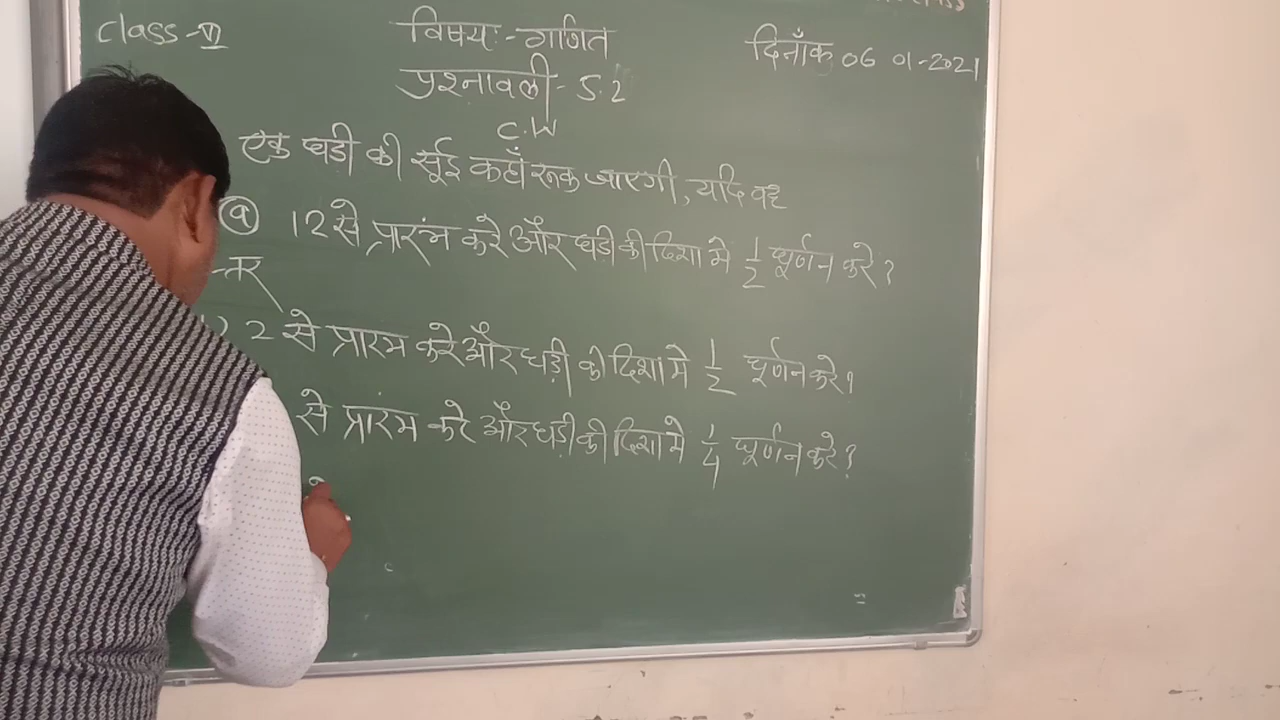 Class - VI विषय:- गणित दिनाँक 06 01-2021
प्रश्नावली - 5.2
C.W
एक घडी की सूई कहाँ रूक जाएगी, यदि वह
(a) 12 से प्रारंभ करे और घडी की दिशा मे 1/2 घूर्णन करे?
2 से प्रारभ करे और घड़ी की दिशा मे 1/2 घूर्णन करे?
से प्रारंभ करे और घड़ी की दिशा मे 1/4 घूर्णन करे?